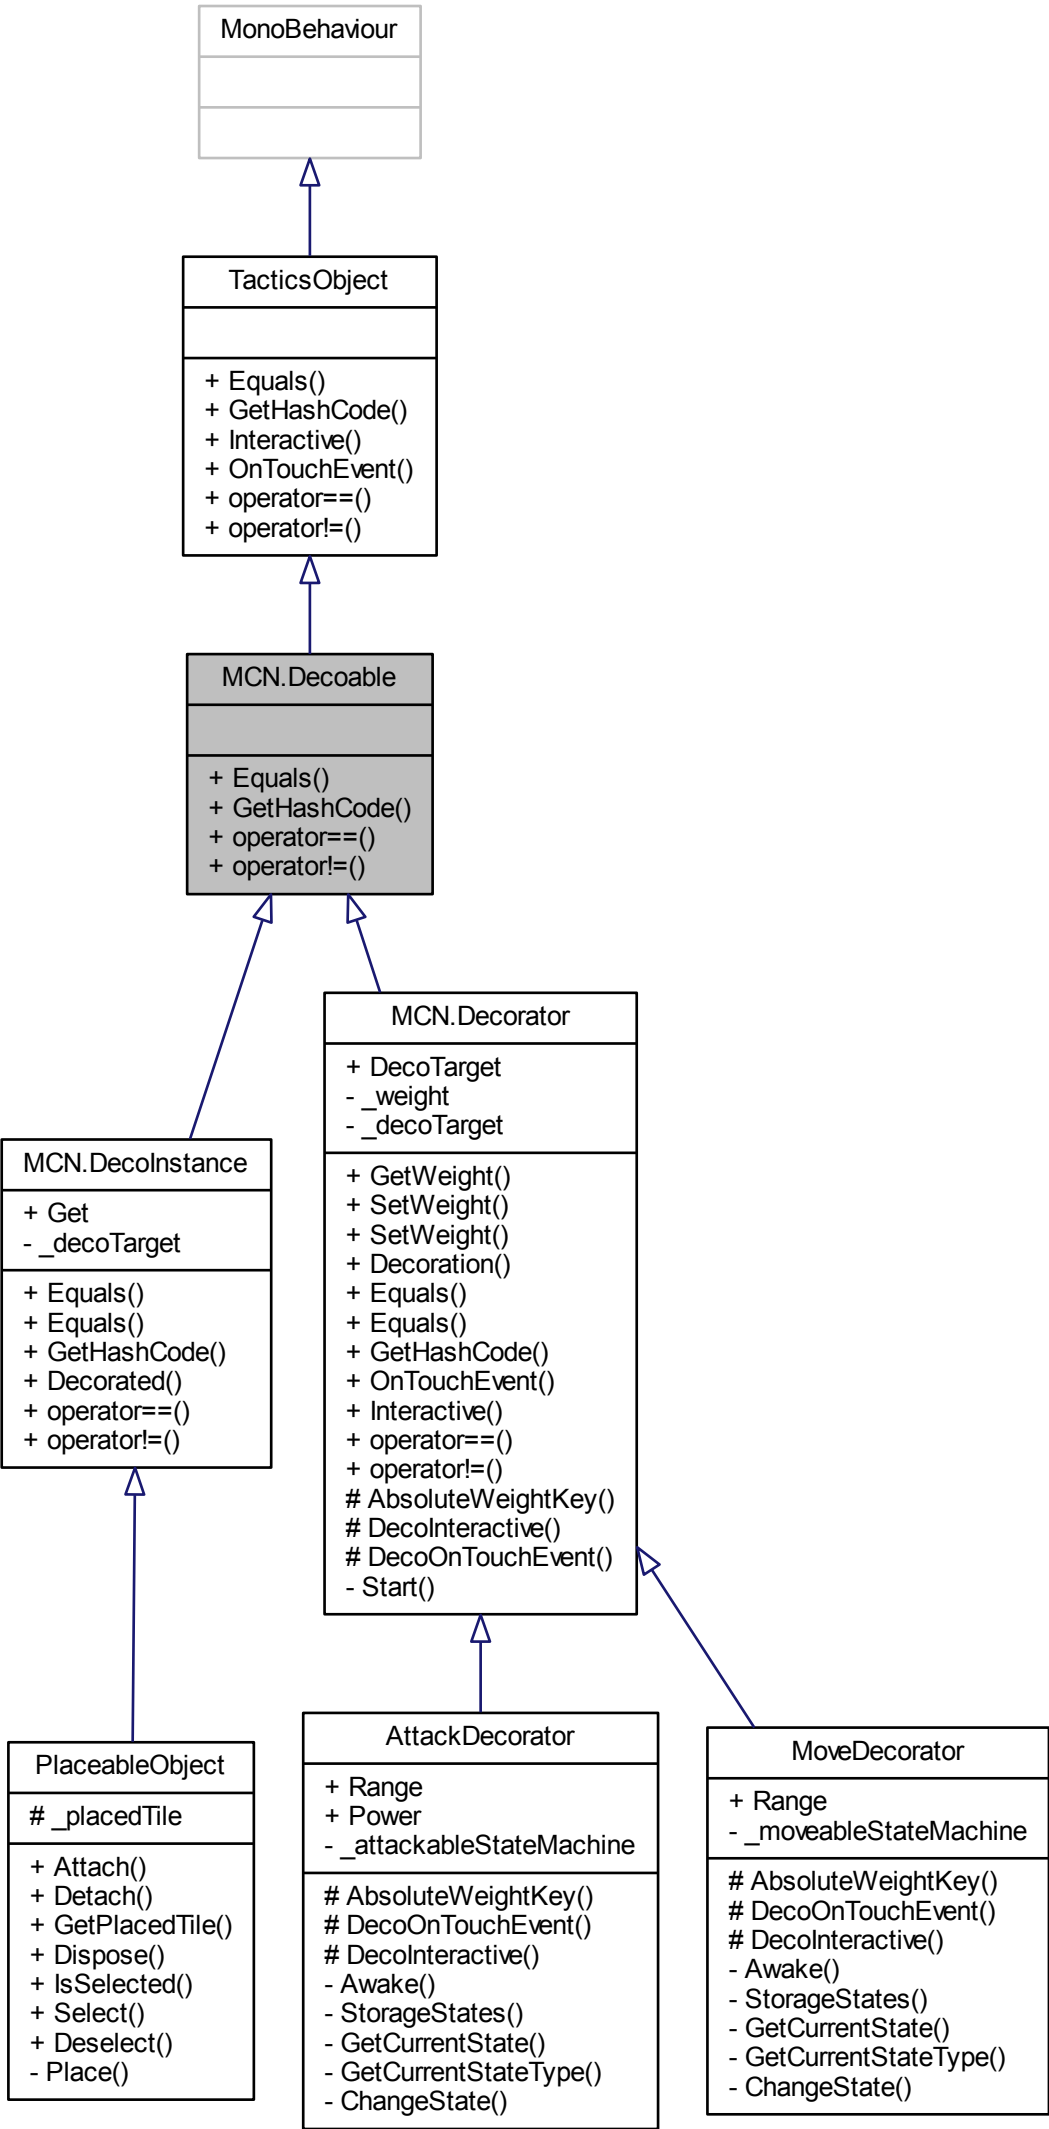 MonoBehaviour
TacticsObject
+ Equals()
+ GetHashCode()
+ Interactive()
+ OnTouchEvent()
+ operator==()
+ operator!=()
MCN.Decoable
+ Equals()
+ GetHashCode()
+ operator==()
+ operator!=()
MCN.DecoInstance
+ Get
- _decoTarget
+ Equals()
+ Equals()
+ GetHashCode()
+ Decorated()
+ operator==()
+ operator!=()
MCN.Decorator
+ DecoTarget
- _weight
- _decoTarget
+ GetWeight()
+ SetWeight()
+ SetWeight()
+ Decoration()
+ Equals()
+ Equals()
+ GetHashCode()
+ OnTouchEvent()
+ Interactive()
+ operator==()
+ operator!=()
# AbsoluteWeightKey()
# DecoInteractive()
# DecoOnTouchEvent()
- Start()
PlaceableObject
# _placedTile
+ Attach()
+ Detach()
+ GetPlacedTile()
+ Dispose()
+ IsSelected()
+ Select()
+ Deselect()
- Place()
AttackDecorator
+ Range
+ Power
- _attackableStateMachine
# AbsoluteWeightKey()
# DecoOnTouchEvent()
# DecoInteractive()
- Awake()
- StorageStates()
- GetCurrentState()
- GetCurrentStateType()
- ChangeState()
MoveDecorator
+ Range
- _moveableStateMachine
# AbsoluteWeightKey()
# DecoOnTouchEvent()
# DecoInteractive()
- Awake()
- StorageStates()
- GetCurrentState()
- GetCurrentStateType()
- ChangeState()